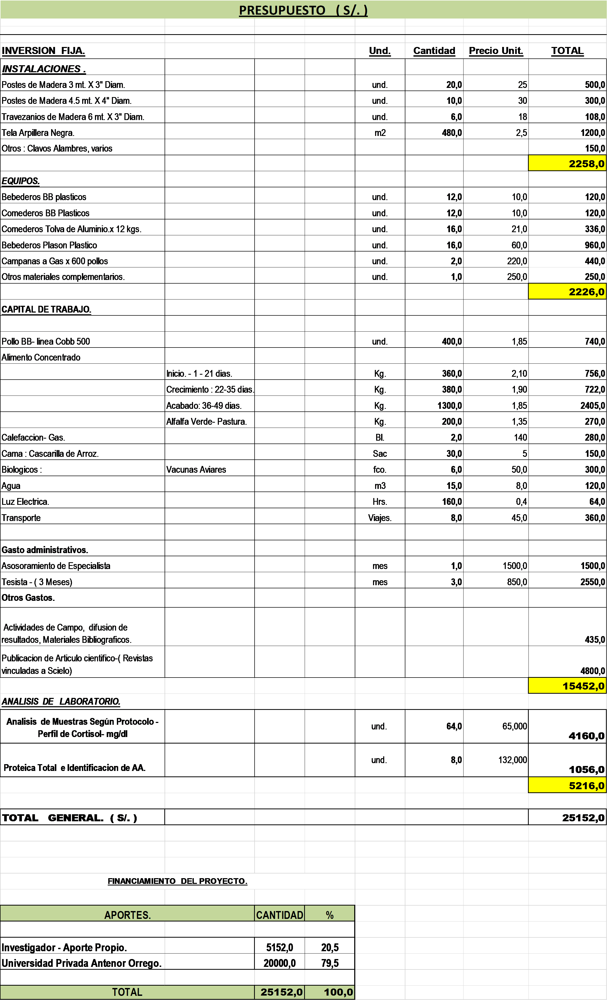 PRESUPUESTO ( S/. )
INVERSION FIJA. Und. Cantidad Precio Unit. TOTAL
INSTALACIONES .
Postes de Madera 3 mt. X 3" Diam. und. 20,0 25 500,0
Postes de Madera 4.5 mt. X 4" Diam. und. 10,0 30 300,0
Travezanios de Madera 6 mt. X 3" Diam. und. 6,0 18 108,0
Tela Arpillera Negra. m2 480,0 2,5 1200,0
Otros : Clavos Alambres, varios 150,0
2258,0
EQUIPOS.
Bebederos BB plasticos und. 12,0 10,0 120,0
Comederos BB Plasticos und. 12,0 10,0 120,0
Comederos Tolva de Aluminio.x 12 kgs. und. 16,0 21,0 336,0
Bebederos Plason Plastico und. 16,0 60,0 960,0
Campanas a Gas x 600 pollos und. 2,0 220,0 440,0
Otros materiales complementarios. und. 1,0 250,0 250,0
2226,0
CAPITAL DE TRABAJO.
Pollo BB- linea Cobb 500 und. 400,0 1,85 740,0
Alimento Concentrado
Inicio. - 1 - 21 dias. Kg. 360,0 2,10 756,0
Crecimiento : 22-35 dias. Kg. 380,0 1,90 722,0
Acabado: 36-49 dias. Kg. 1300,0 1,85 2405,0
Alfalfa Verde- Pastura. Kg. 200,0 1,35 270,0
Calefaccion- Gas. Bl. 2,0 140 280,0
Cama : Cascarilla de Arroz. Sac 30,0 5 150,0
Biologicos : Vacunas Aviares fco. 6,0 50,0 300,0
Agua m3 15,0 8,0 120,0
Luz Electrica. Hrs. 160,0 0,4 64,0
Transporte Viajes. 8,0 45,0 360,0
Gasto administrativos.
Asosoramiento de Especialista mes 1,0 1500,0 1500,0
Tesista - ( 3 Meses) mes 3,0 850,0 2550,0
Otros Gastos.
Actividades de Campo, difusion de
resultados, Materiales Bibliograficos. 435,0
Publicacion de Articulo cientifico-( Revistas
vinculadas a Scielo) 4800,0
15452,0
ANALISIS DE LABORATORIO.
Analisis de Muestras Según Protocolo -
Perfil de Cortisol- mg/dl und. 64,0 65,000 4160,0
Proteica Total e Identificacion de AA. und. 8,0 132,000 1056,0
5216,0
TOTAL GENERAL. ( S/. ) 25152,0
FINANCIAMIENTO DEL PROYECTO.
APORTES. CANTIDAD %
Investigador - Aporte Propio. 5152,0 20,5
Universidad Privada Antenor Orrego. 20000,0 79,5
TOTAL 25152,0 100,0